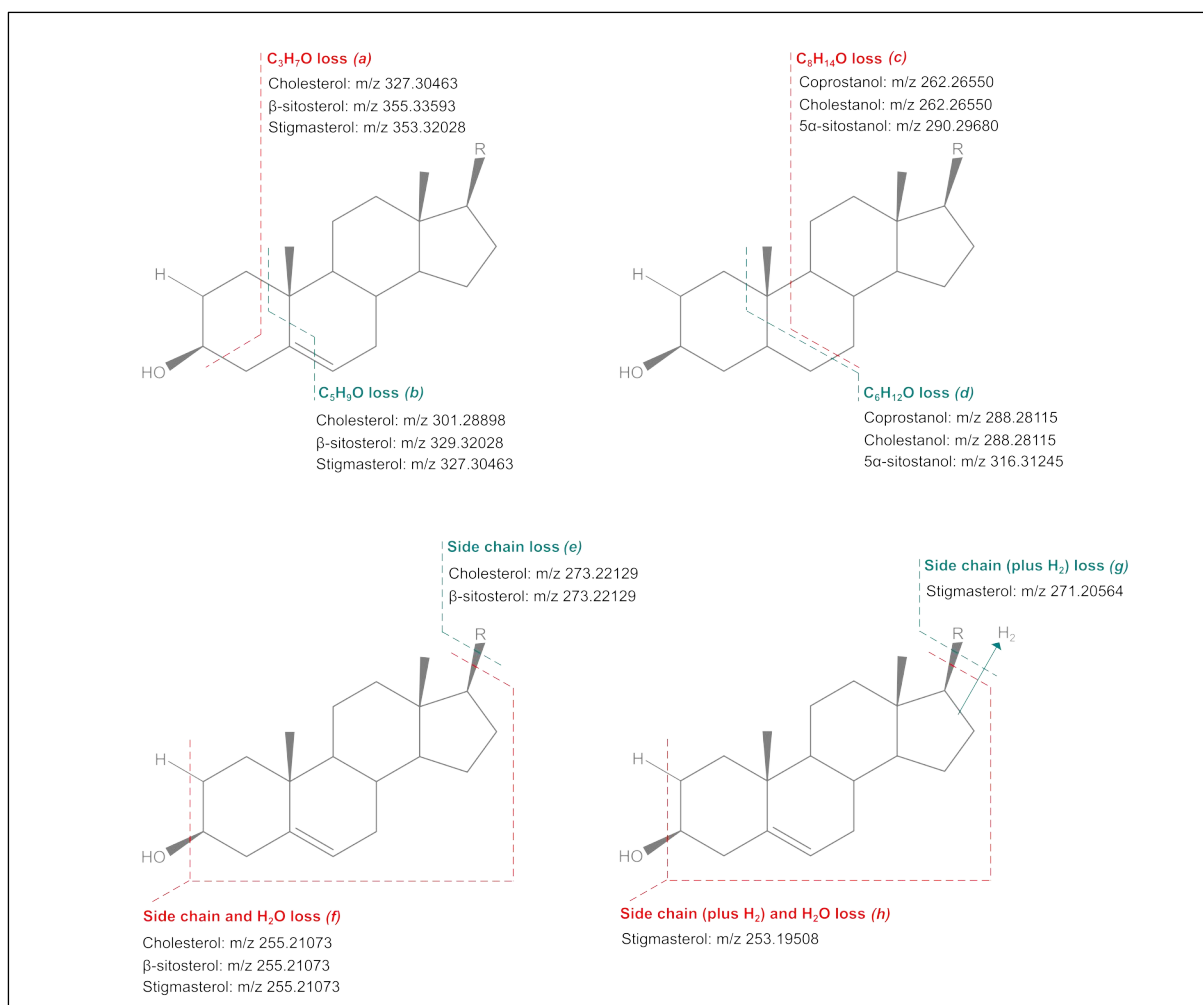 C₃H₇O loss (a)
Cholesterol: m/z 327.30463
β-sitosterol: m/z 355.33593
Stigmasterol: m/z 353.32028
R
H
HO
C₅H₉O loss (b)
Cholesterol: m/z 301.28898
β-sitosterol: m/z 329.32028
Stigmasterol: m/z 327.30463
C₈H₁₄O loss (c)
Coprostanol: m/z 262.26550
Cholestanol: m/z 262.26550
5α-sitostanol: m/z 290.29680
R
H
HO
C₆H₁₂O loss (d)
Coprostanol: m/z 288.28115
Cholestanol: m/z 288.28115
5α-sitostanol: m/z 316.31245
Side chain loss (e)
Cholesterol: m/z 273.22129
β-sitosterol: m/z 273.22129
R
H
HO
Side chain and H₂O loss (f)
Cholesterol: m/z 255.21073
β-sitosterol: m/z 255.21073
Stigmasterol: m/z 255.21073
Side chain (plus H₂) loss (g)
Stigmasterol: m/z 271.20564
R
H₂
H
HO
Side chain (plus H₂) and H₂O loss (h)
Stigmasterol: m/z 253.19508